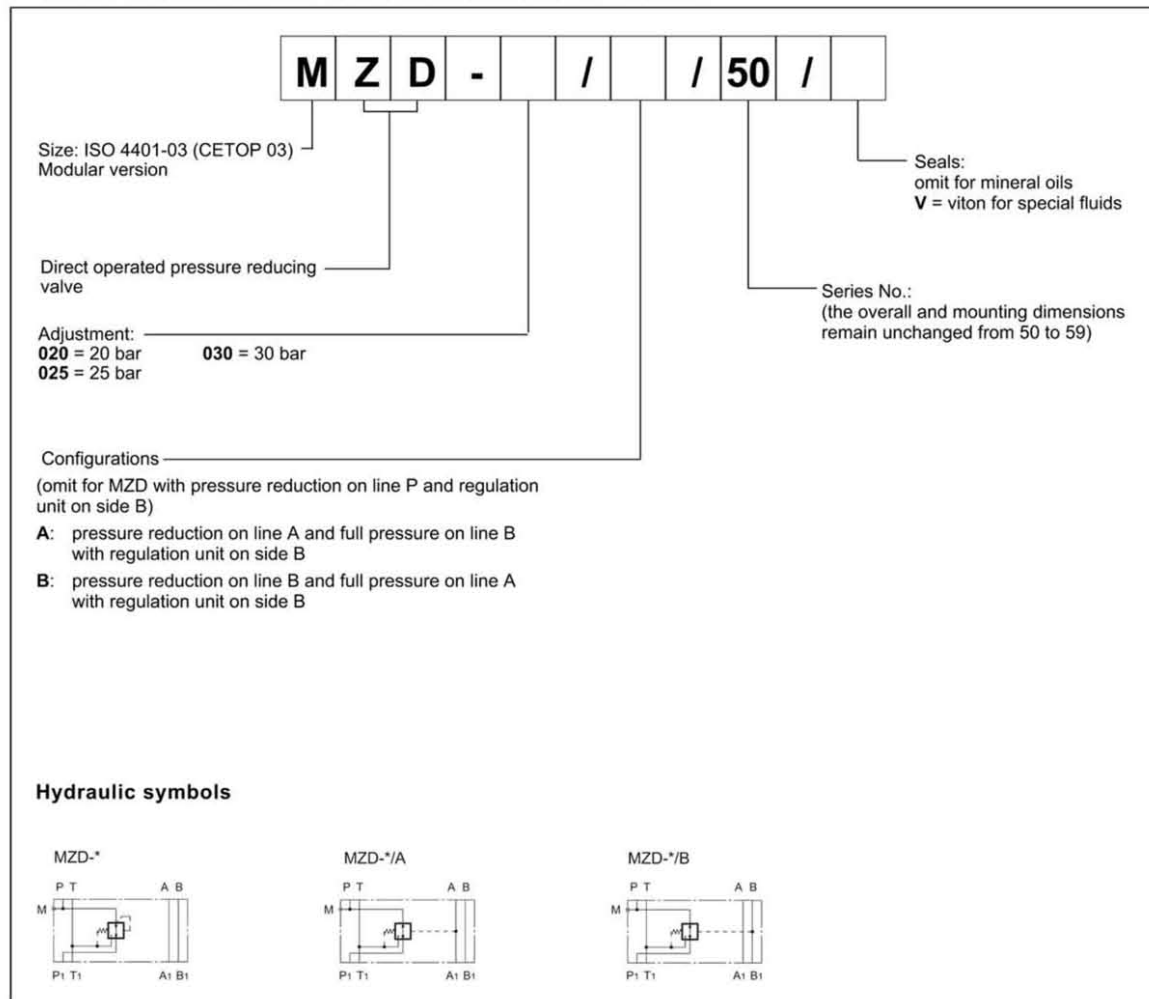 M Z D - / / 50 /
Size: ISO 4401-03 (CETOP 03)
Modular version
Seals:
omit for mineral oils
V = viton for special fluids
Direct operated pressure reducing
valve
Series No.:
(the overall and mounting dimensions
remain unchanged from 50 to 59)
Adjustment:
020 = 20 bar 030 = 30 bar
025 = 25 bar
Configurations
(omit for MZD with pressure reduction on line P and regulation
unit on side B)
A: pressure reduction on line A and full pressure on line B
with regulation unit on side B
B: pressure reduction on line B and full pressure on line A
with regulation unit on side B
Hydraulic symbols
MZD-* MZD-*/A MZD-*/B
P T A B P T A B P T A B
M M M
P1 T1 A1 B1 P1 T1 A1 B1 P1 T1 A1 B1